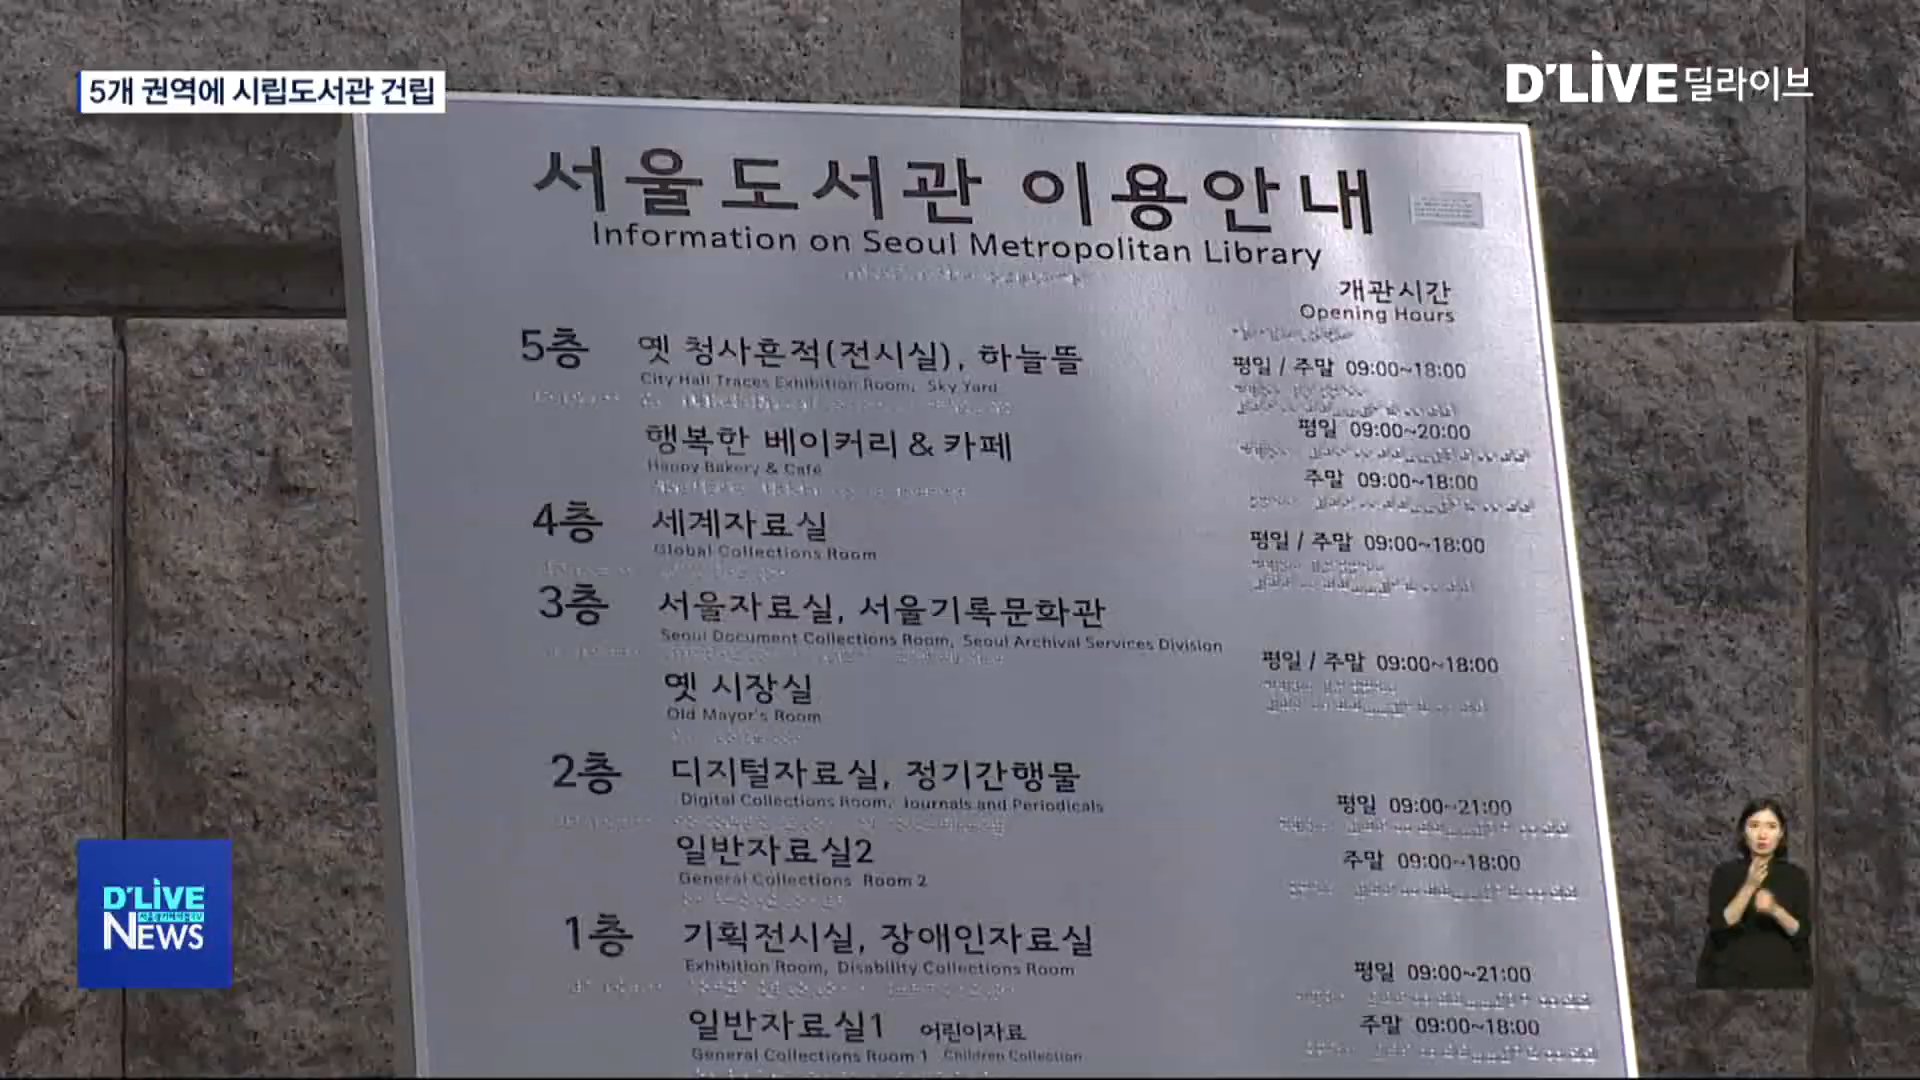 5개 권역에 시립도서관 건립
D'LIVE 딜라이브
서울도서관 이용안내
Information on Seoul Metropolitan Library
개관시간
Opening Hours
5층 옛 청사흔적(전시실), 하늘뜰 평일 / 주말 09:00~18:00
City Hall Traces Exhibition Room, Sky Yard
행복한 베이커리 & 카페 평일 09:00~20:00
Happy Bakery & Café
주말 09:00~18:00
4층 세계자료실 평일 / 주말 09:00~18:00
Global Collections Room
3층 서울자료실, 서울기록문화관
Seoul Document Collections Room, Seoul Archival Services Division
평일 / 주말 09:00~18:00
옛 시장실
Old Mayor's Room
2층 디지털자료실, 정기간행물
Digital Collections Room, Journals and Periodicals
평일 09:00~21:00
일반자료실2 주말 09:00~18:00
General Collections Room 2
1층 기획전시실, 장애인자료실
Exhibition Room, Disability Collections Room
평일 09:00~21:00
일반자료실1 어린이자료 주말 09:00~18:00
General Collections Room 1 Children Collection
D'LIVE
서울경기케이블TV
NEWS